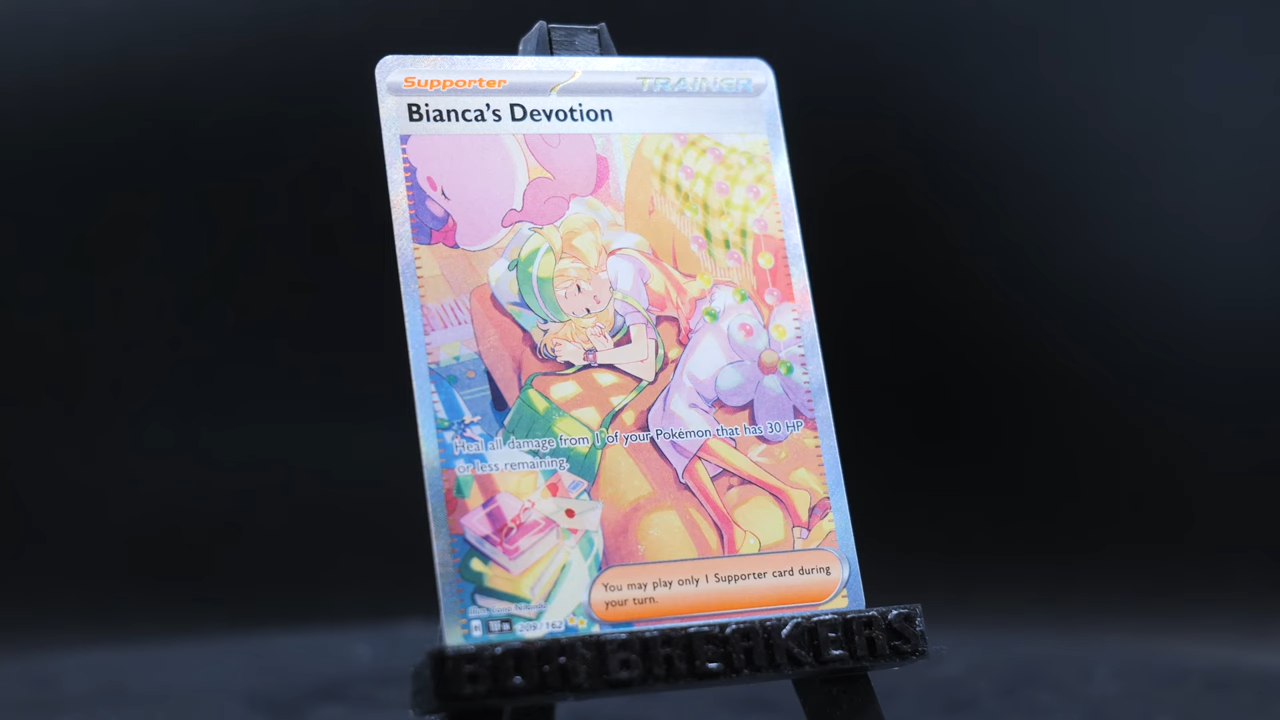 Supporter
TRAINER
Bianca's Devotion
Heal all damage from 1 of your Pokémon that has 30 HP
or less remaining.
You may play only 1 Supporter card during
your turn.
209/162
BREAKERS